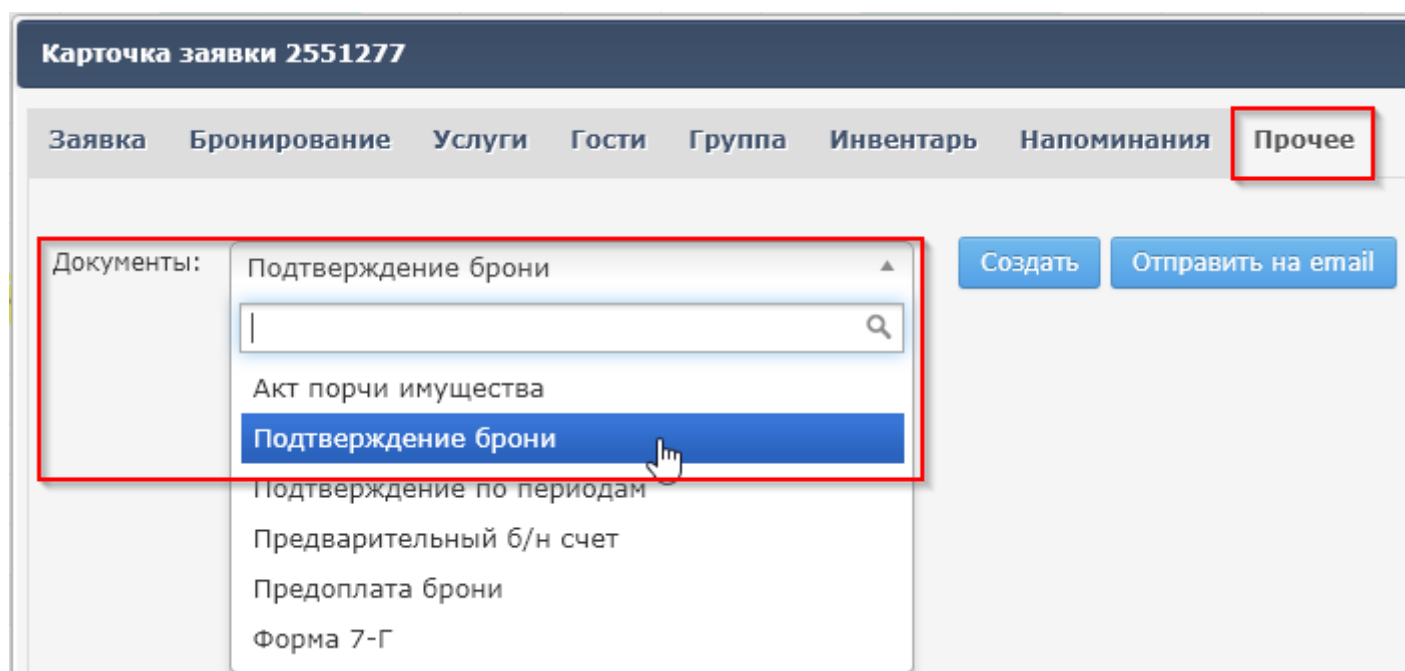 Карточка заявки 2551277
Заявка Бронирование Услуги Гости Группа Инвентарь Напоминания Прочее
Документы: Подтверждение брони Создать Отправить на email
Акт порчи имущества
Подтверждение брони
Подтверждение по периодам
Предварительный б/н счет
Предоплата брони
Форма 7-Г